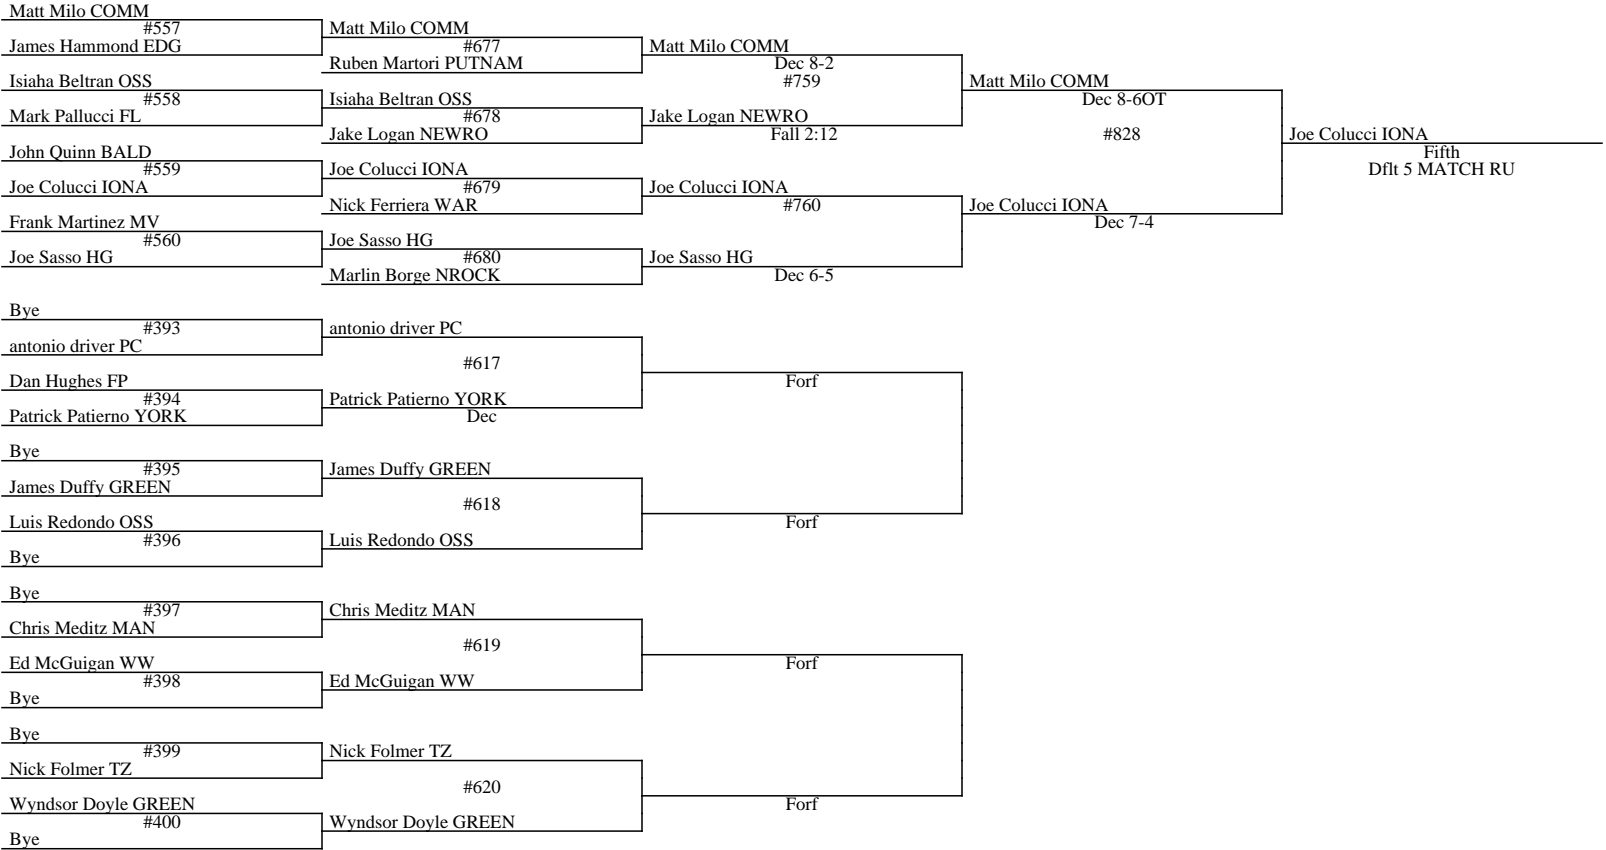 Matt Milo COMM
#557
James Hammond EDG
Isiaha Beltran OSS
#558
Mark Pallucci FL
John Quinn BALD
#559
Joe Colucci IONA
Frank Martinez MV
#560
Joe Sasso HG
Matt Milo COMM
#677
Ruben Martori PUTNAM
Isiaha Beltran OSS
#678
Jake Logan NEWRO
Joe Colucci IONA
#679
Nick Ferriera WAR
Joe Sasso HG
#680
Marlin Borge NROCK
Matt Milo COMM
Dec 8-2
#759
Jake Logan NEWRO
Fall 2:12
Joe Colucci IONA
#760
Joe Sasso HG
Dec 6-5
Matt Milo COMM
Dec 8-6OT
#828
Joe Colucci IONA
Dec 7-4
Joe Colucci IONA
Fifth
Dflt 5 MATCH RU
Bye
#393
antonio driver PC
Dan Hughes FP
#394
Patrick Patierno YORK
Bye
#395
James Duffy GREEN
Luis Redondo OSS
#396
Bye
Bye
#397
Chris Meditz MAN
Ed McGuigan WW
#398
Bye
Bye
#399
Nick Folmer TZ
Wyndsor Doyle GREEN
#400
Bye
antonio driver PC
#617
Patrick Patierno YORK
Dec
James Duffy GREEN
#618
Luis Redondo OSS
Chris Meditz MAN
#619
Ed McGuigan WW
Nick Folmer TZ
#620
Wyndsor Doyle GREEN
Forf
Forf
Forf
Forf